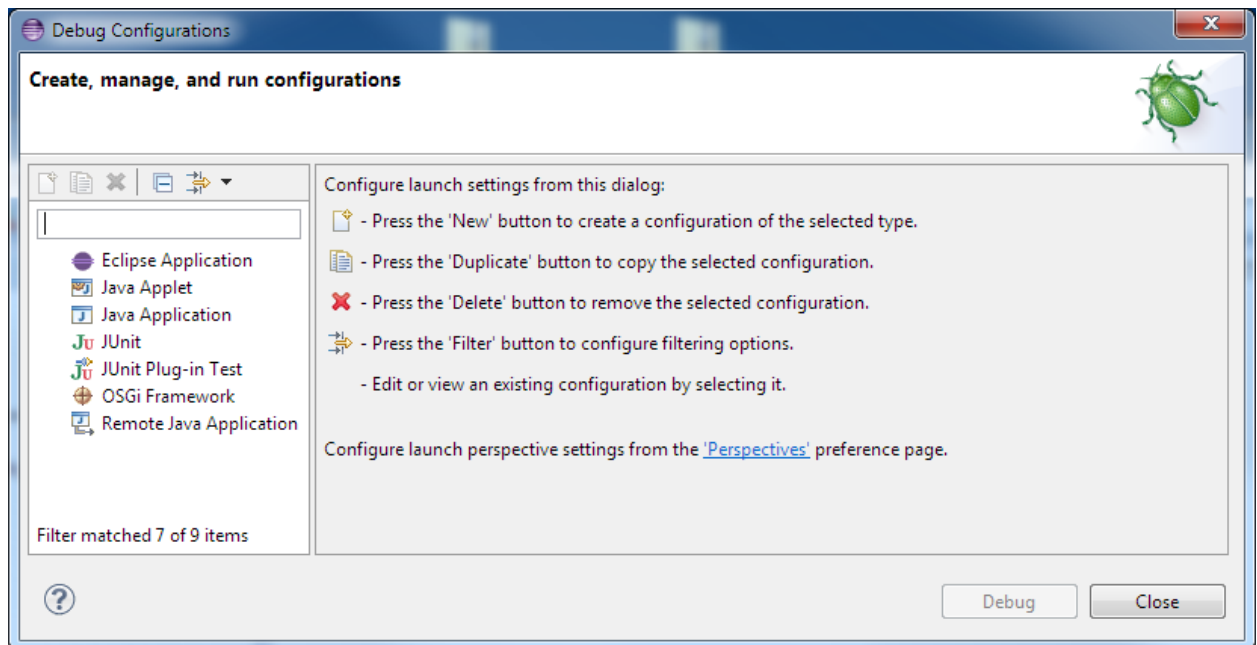 Debug Configurations
Create, manage, and run configurations
Eclipse Application
Java Applet
Java Application
JUnit
JUnit Plug-in Test
OSGi Framework
Remote Java Application
Filter matched 7 of 9 items
Configure launch settings from this dialog:
- Press the 'New' button to create a configuration of the selected type.
- Press the 'Duplicate' button to copy the selected configuration.
- Press the 'Delete' button to remove the selected configuration.
- Press the 'Filter' button to configure filtering options.
- Edit or view an existing configuration by selecting it.
Configure launch perspective settings from the 'Perspectives' preference page.
Debug
Close